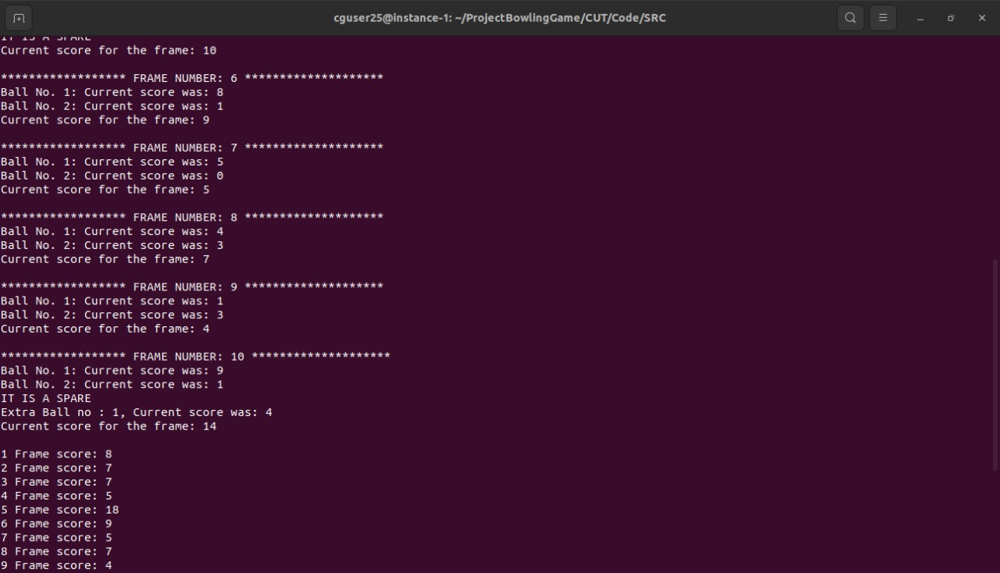 cguser25@instance-1: ~/ProjectBowlingGame/CUT/Code/SRC
IT IS A SPARE
Current score for the frame: 10
****************** FRAME NUMBER: 6 ********************
Ball No. 1: Current score was: 8
Ball No. 2: Current score was: 1
Current score for the frame: 9
****************** FRAME NUMBER: 7 ********************
Ball No. 1: Current score was: 5
Ball No. 2: Current score was: 0
Current score for the frame: 5
****************** FRAME NUMBER: 8 ********************
Ball No. 1: Current score was: 4
Ball No. 2: Current score was: 3
Current score for the frame: 7
****************** FRAME NUMBER: 9 ********************
Ball No. 1: Current score was: 1
Ball No. 2: Current score was: 3
Current score for the frame: 4
****************** FRAME NUMBER: 10 ********************
Ball No. 1: Current score was: 9
Ball No. 2: Current score was: 1
IT IS A SPARE
Extra Ball no : 1, Current score was: 4
Current score for the frame: 14
1 Frame score: 8
2 Frame score: 7
3 Frame score: 7
4 Frame score: 5
5 Frame score: 18
6 Frame score: 9
7 Frame score: 5
8 Frame score: 7
9 Frame score: 4